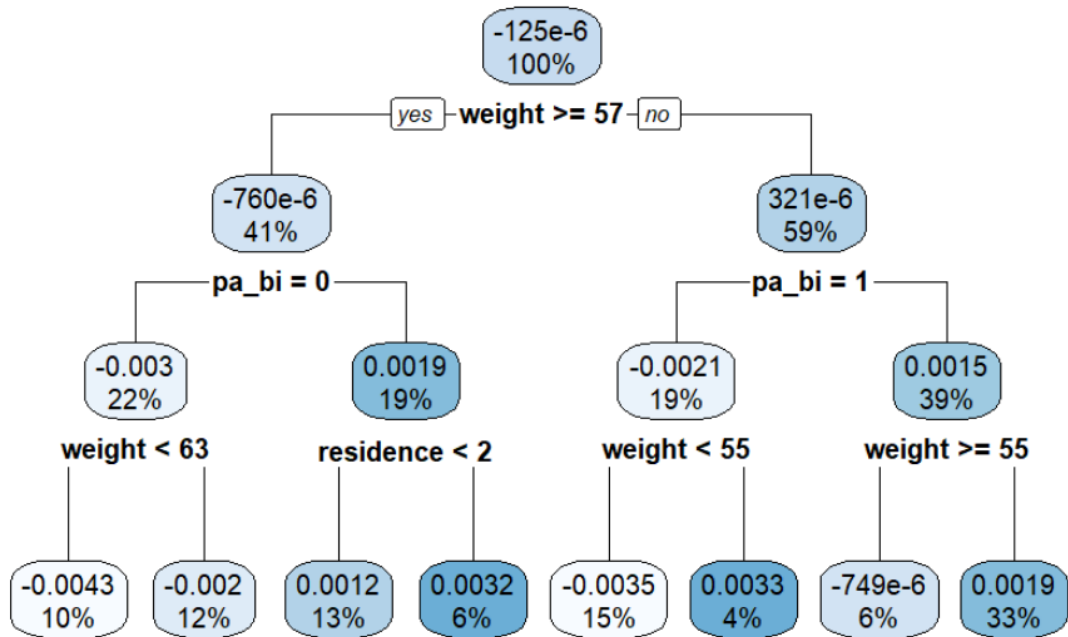 -125e-6
100%
yes weight >= 57 no
-760e-6
41%
321e-6
59%
pa_bi = 0
pa_bi = 1
-0.003
22%
0.0019
19%
-0.0021
19%
0.0015
39%
weight < 63
residence < 2
weight < 55
weight >= 55
-0.0043
10%
-0.002
12%
0.0012
13%
0.0032
6%
-0.0035
15%
0.0033
4%
-749e-6
6%
0.0019
33%